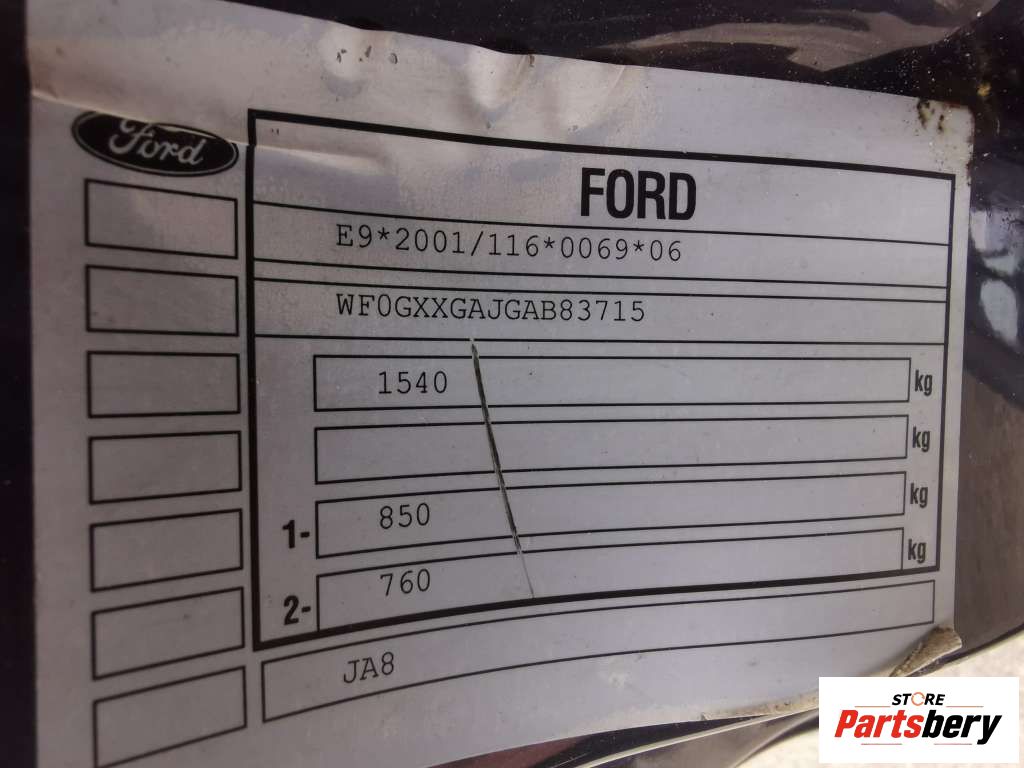 Ford
FORD
E9*2001/116*0069*06
WF0GXXGAJGAB83715
1540 kg
kg
1- 850 kg
2- 760 kg
JA8
STORE
Partsbery